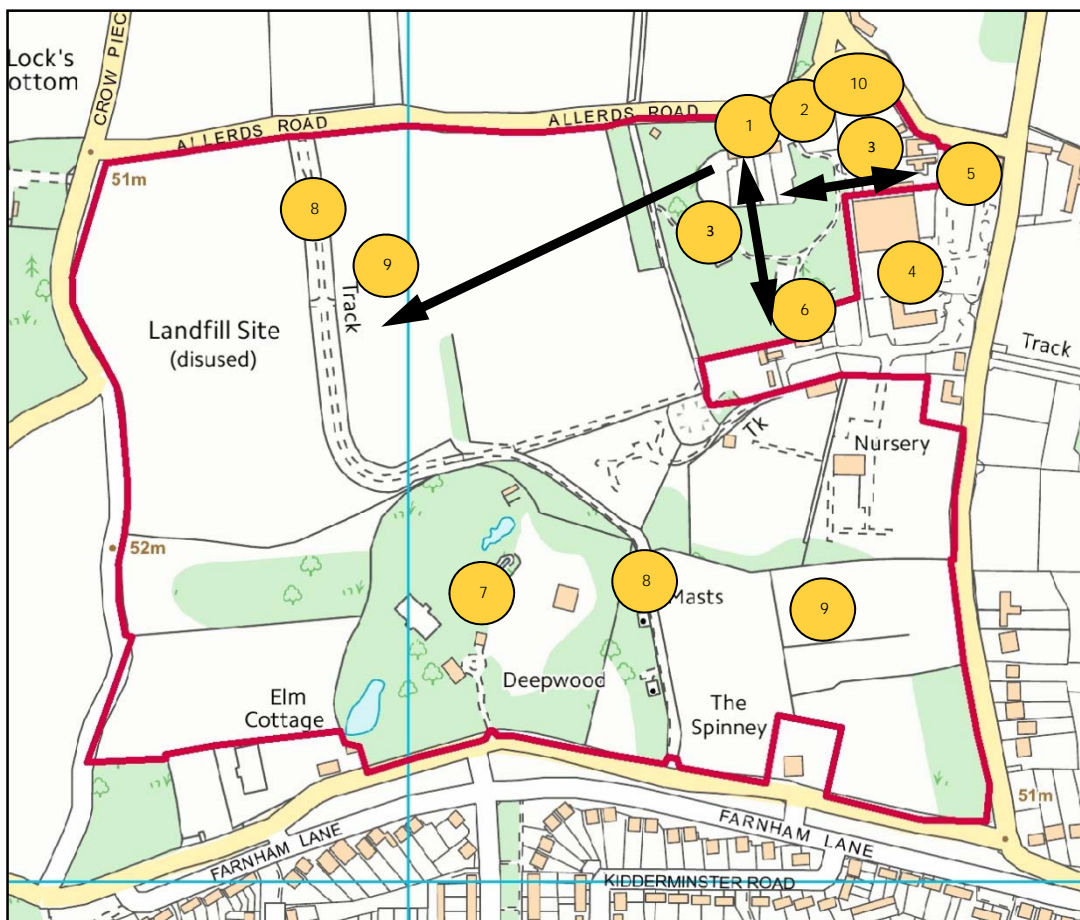 CROW PIEC
Lock's
ottom
ALLERDS ROAD
ALLERDS ROAD
10
2
1
3
5
51m
8
3
9
4
6
Track
Landfill Site
(disused)
Track
Tk
Nursery
52m
7
8
Masts
9
Deepwood
Elm
Cottage
The
Spinney
51m
FARNHAM LANE
FARNHAM LANE
KIDDERMINSTER ROAD